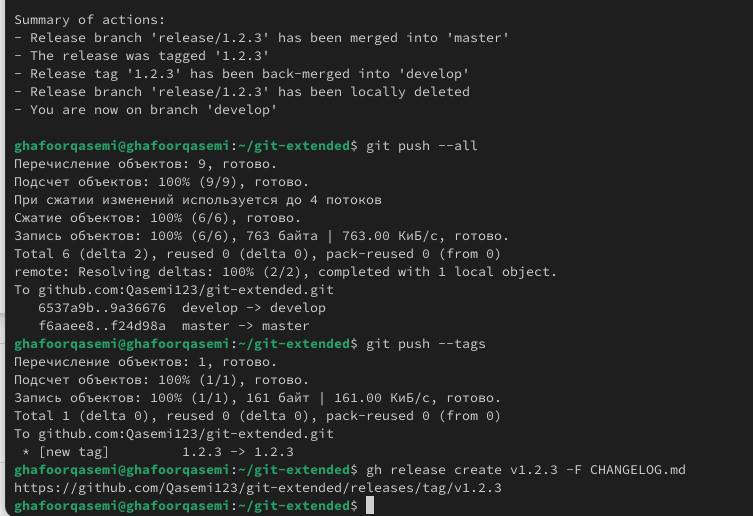 Summary of actions:
- Release branch 'release/1.2.3' has been merged into 'master'
- The release was tagged '1.2.3'
- Release tag '1.2.3' has been back-merged into 'develop'
- Release branch 'release/1.2.3' has been locally deleted
- You are now on branch 'develop'
ghafoorqasemi@ghafoorqasemi:~/git-extended$ git push --all
Перечисление объектов: 9, готово.
Подсчет объектов: 100% (9/9), готово.
При сжатии изменений используется до 4 потоков
Сжатие объектов: 100% (6/6), готово.
Запись объектов: 100% (6/6), 763 байта | 763.00 КиБ/с, готово.
Total 6 (delta 2), reused 0 (delta 0), pack-reused 0 (from 0)
remote: Resolving deltas: 100% (2/2), completed with 1 local object.
To github.com:Qasemi123/git-extended.git
   6537a9b..9a36676  develop -> develop
   f6aaee8..f24d98a  master -> master
ghafoorqasemi@ghafoorqasemi:~/git-extended$ git push --tags
Перечисление объектов: 1, готово.
Подсчет объектов: 100% (1/1), готово.
Запись объектов: 100% (1/1), 161 байт | 161.00 КиБ/с, готово.
Total 1 (delta 0), reused 0 (delta 0), pack-reused 0 (from 0)
To github.com:Qasemi123/git-extended.git
 * [new tag]         1.2.3 -> 1.2.3
ghafoorqasemi@ghafoorqasemi:~/git-extended$ gh release create v1.2.3 -F CHANGELOG.md
https://github.com/Qasemi123/git-extended/releases/tag/v1.2.3
ghafoorqasemi@ghafoorqasemi:~/git-extended$